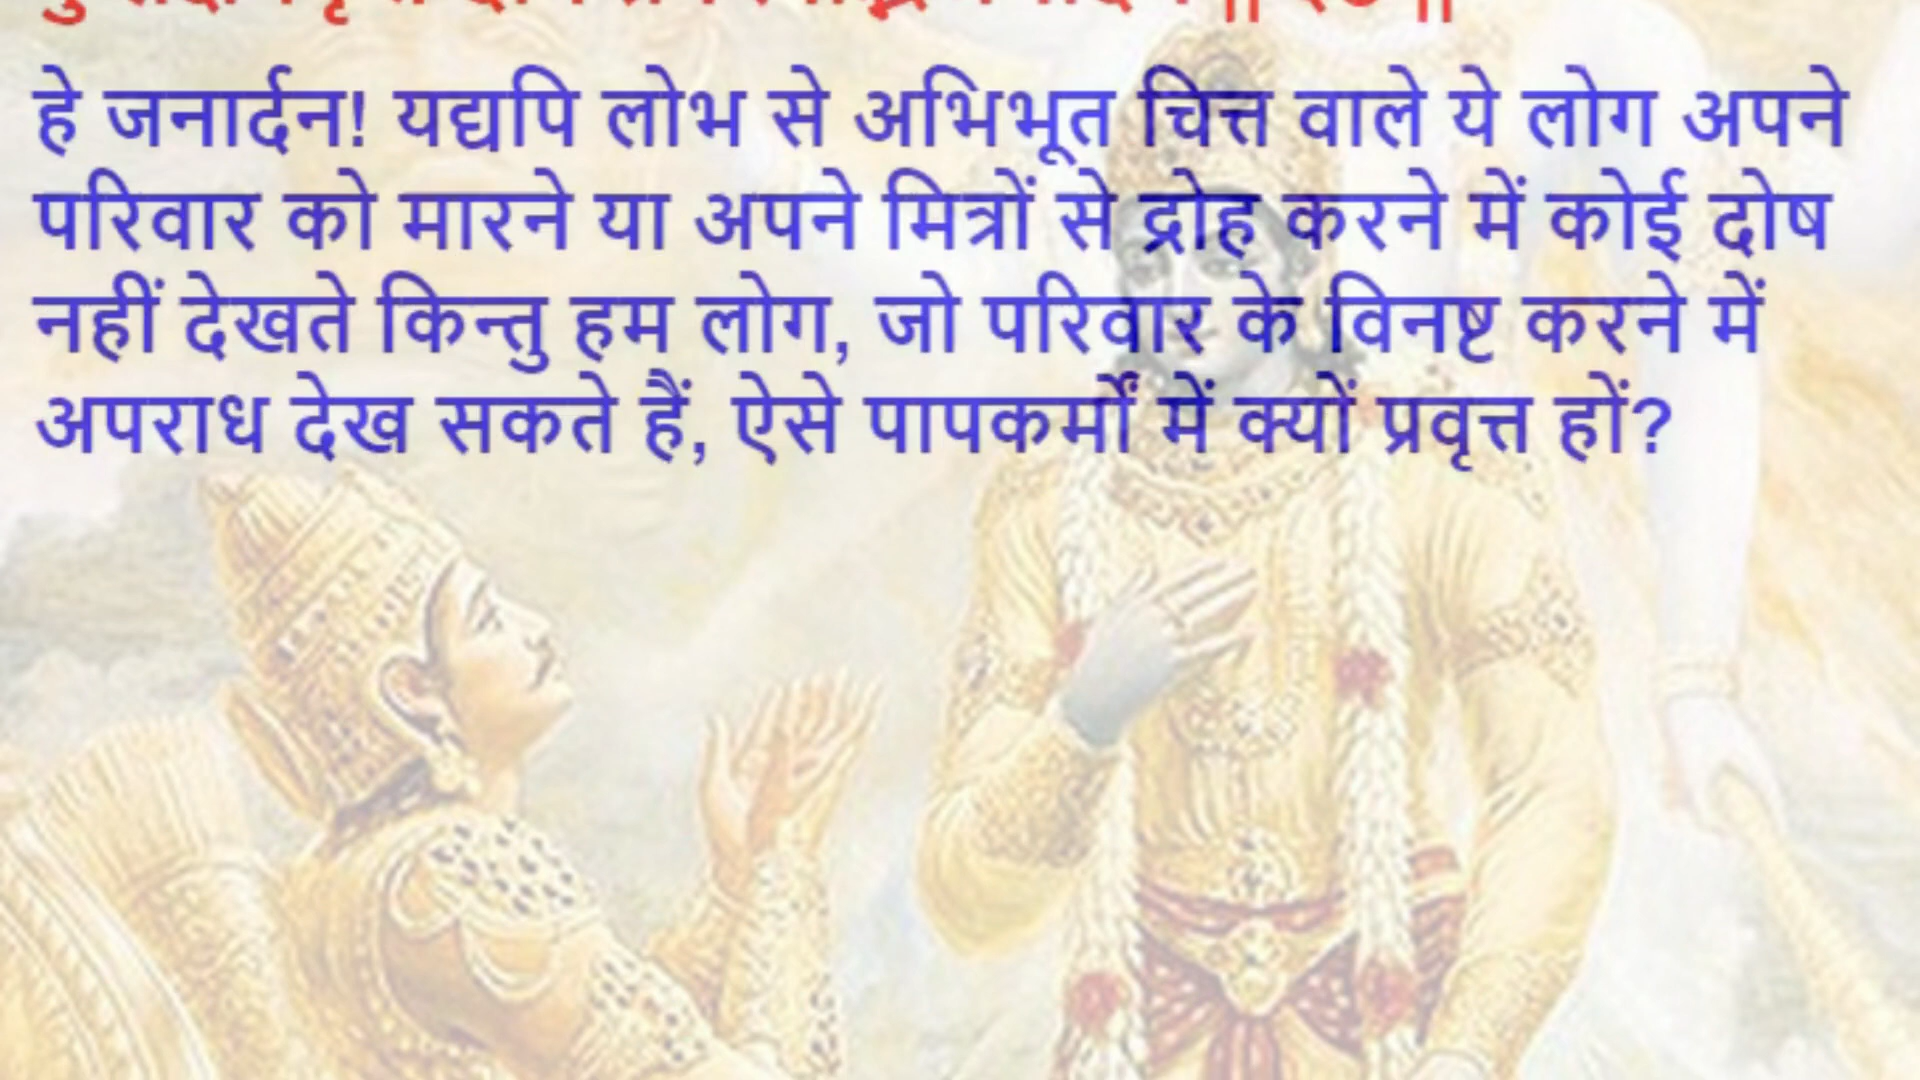 ॥
हे जनार्दन! यद्यपि लोभ से अभिभूत चित्त वाले ये लोग अपने
परिवार को मारने या अपने मित्रों से द्रोह करने में कोई दोष
नहीं देखते किन्तु हम लोग, जो परिवार के विनष्ट करने में
अपराध देख सकते हैं, ऐसे पापकर्मों में क्यों प्रवृत्त हों?